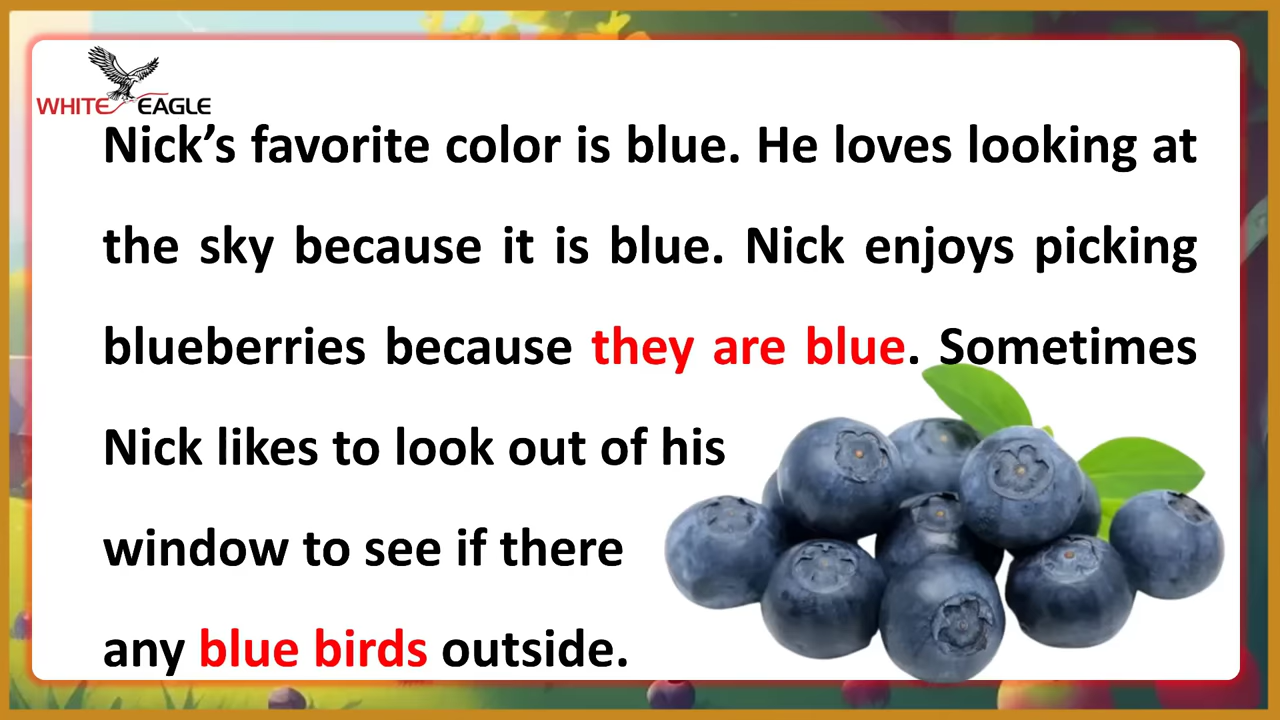 WHITE EAGLE
Nick’s favorite color is blue. He loves looking at
the sky because it is blue. Nick enjoys picking
blueberries because they are blue. Sometimes
Nick likes to look out of his
window to see if there
any blue birds outside.